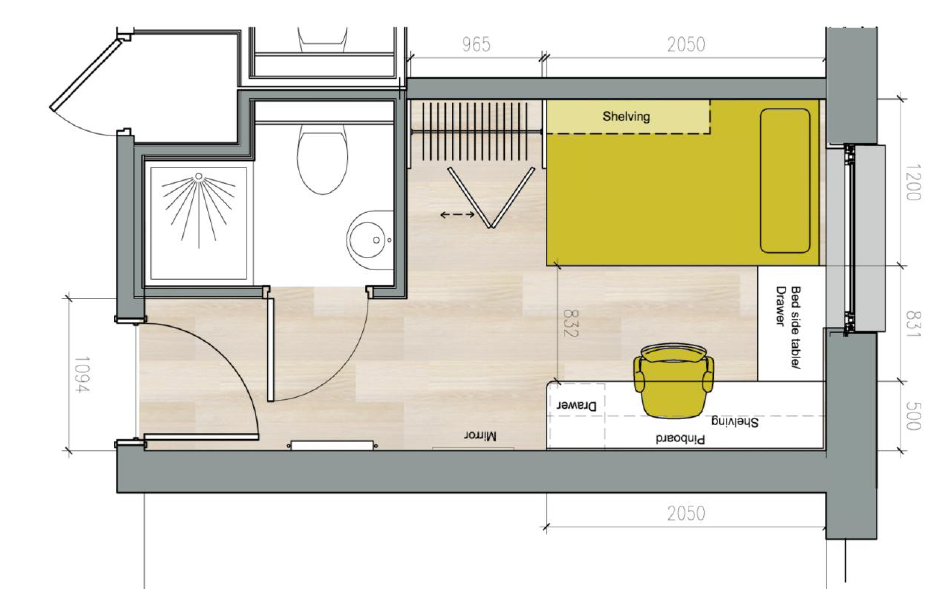 965
2050
Shelving
1200
Bed side table/
Drawer
832
831
1094
Drawer
Shelving
Pinboard
Mirror
500
2050